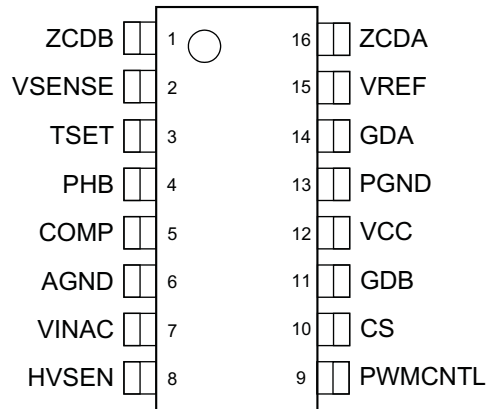 ZCDB 1 16 ZCDA
VSENSE 2 15 VREF
TSET 3 14 GDA
PHB 4 13 PGND
COMP 5 12 VCC
AGND 6 11 GDB
VINAC 7 10 CS
HVSEN 8 9 PWMCNTL